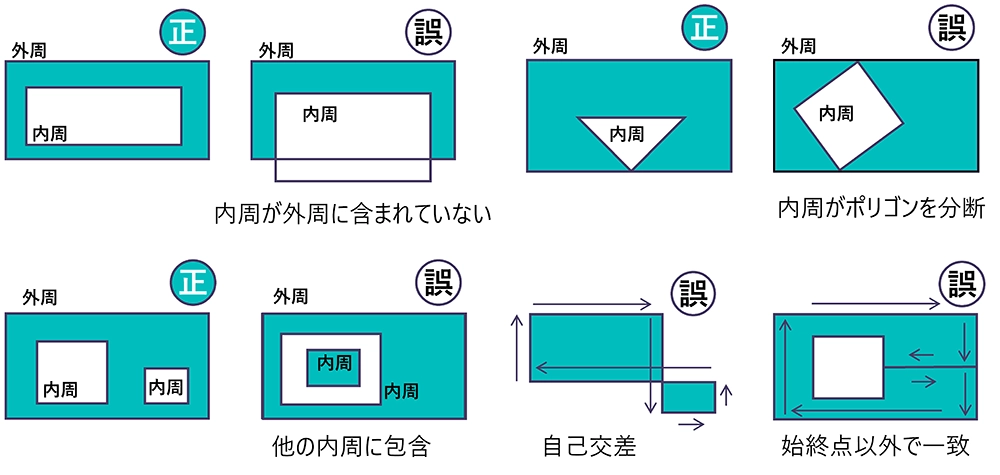 正
外周
内周
誤
外周
内周
内周が外周に含まれていない
正
外周
内周
誤
外周
内周
内周がポリゴンを分断
正
外周
内周
内周
誤
外周
内周
内周
他の内周に包含
誤
自己交差
誤
始終点以外で一致